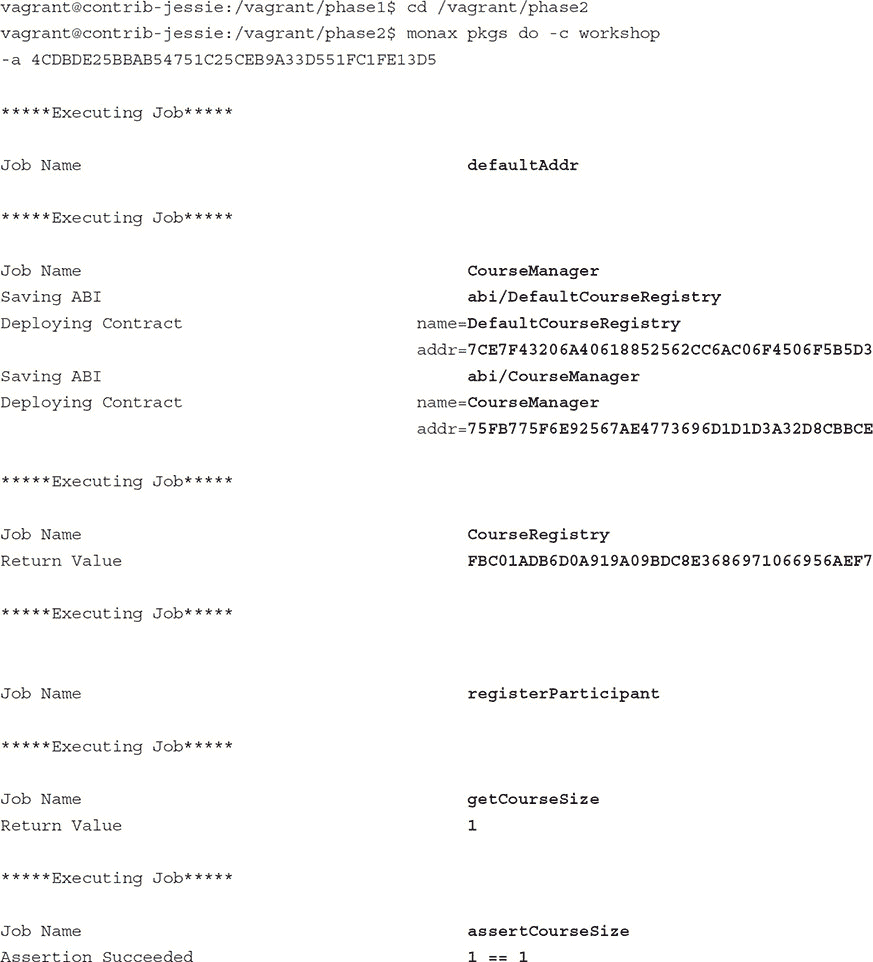 vagrant@contrib-jessie:/vagrant/phase1$ cd /vagrant/phase2
vagrant@contrib-jessie:/vagrant/phase2$ monax pkgs do -c workshop
-a 4CDBDE25BBAB54751C25CEB9A33D551FC1FE13D5
*****Executing Job*****
Job Name defaultAddr
*****Executing Job*****
Job Name CourseManager
Saving ABI abi/DefaultCourseRegistry
Deploying Contract name=DefaultCourseRegistry
addr=7CE7F43206A40618852562CC6AC06F4506F5B5D3
Saving ABI abi/CourseManager
Deploying Contract name=CourseManager
addr=75FB775F6E92567AE4773696D1D1D3A32D8CBBCE
*****Executing Job*****
Job Name CourseRegistry
Return Value FBC01ADB6D0A919A09BDC8E3686971066956AEF7
*****Executing Job*****
Job Name registerParticipant
*****Executing Job*****
Job Name getCourseSize
Return Value 1
*****Executing Job*****
Job Name assertCourseSize
Assertion Succeeded 1 == 1